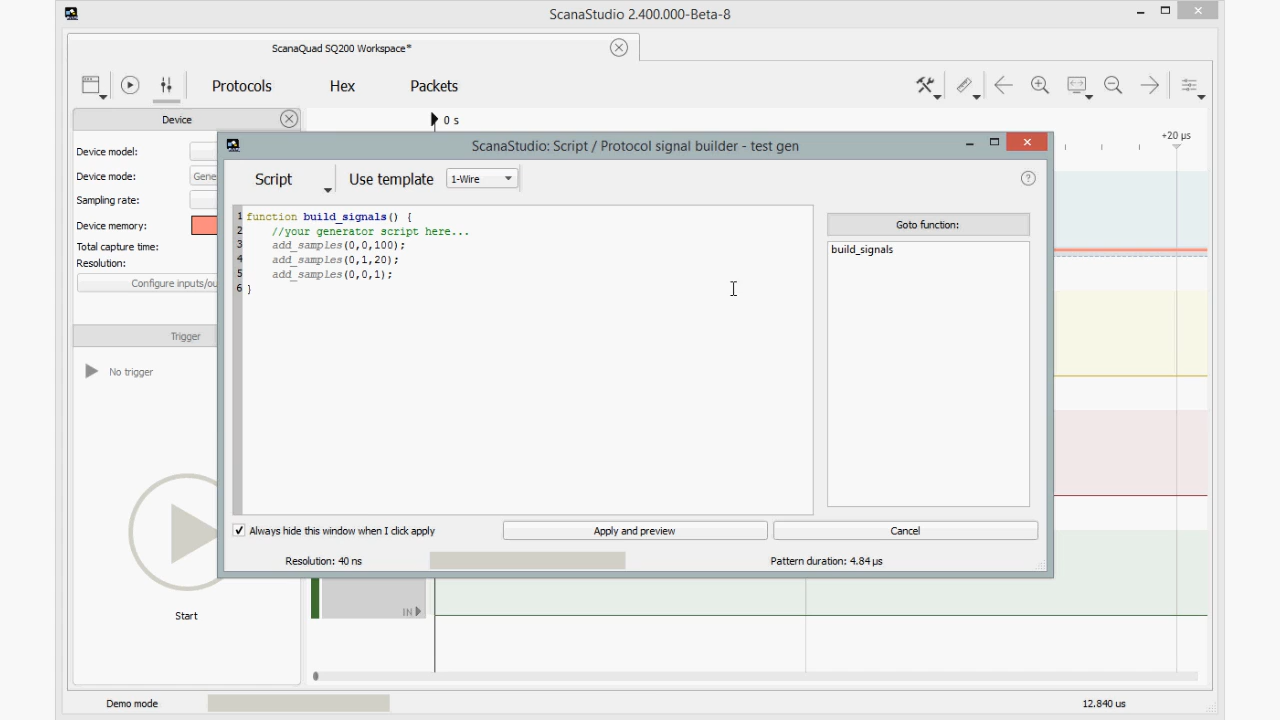 ScanaStudio 2.400.000-Beta-8
ScanaQuad SQ200 Workspace*
Protocols Hex Packets
Device
0 s
+20 µs
Device model:
Device mode: Gene
Sampling rate:
Device memory:
Total capture time:
Resolution:
Configure inputs/ou
Trigger
No trigger
Start
ScanaStudio: Script / Protocol signal builder - test gen
Script Use template 1-Wire
1 function build_signals() {
2 //your generator script here...
3 add_samples(0,0,100);
4 add_samples(0,1,20);
5 add_samples(0,0,1);
6 }
Goto function:
build_signals
Always hide this window when I click apply
Apply and preview
Cancel
Resolution: 40 ns
Pattern duration: 4.84 µs
IN
Demo mode
12.840 us